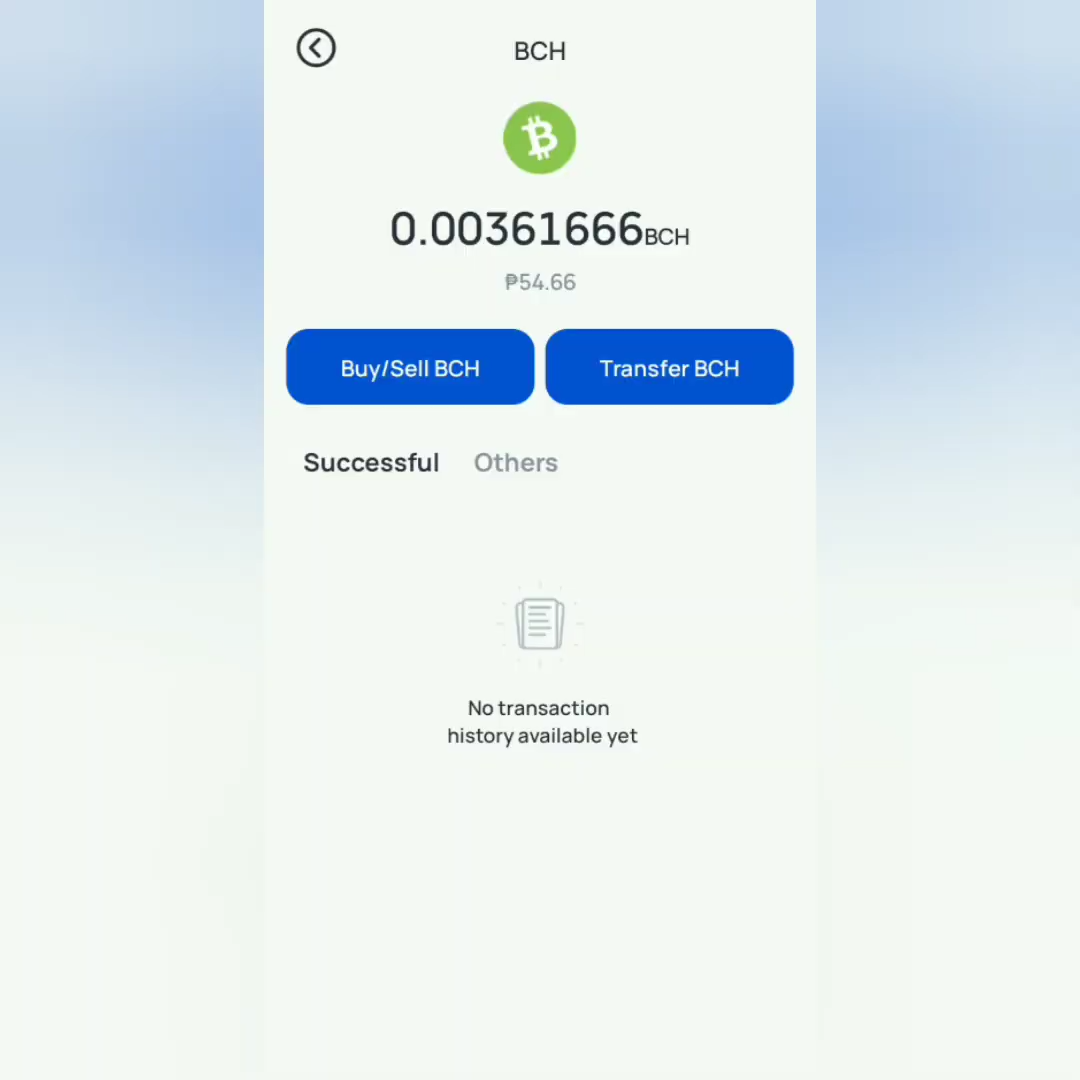 BCH
0.00361666BCH
₱54.66
Buy/Sell BCH
Transfer BCH
Successful
Others
No transaction
history available yet